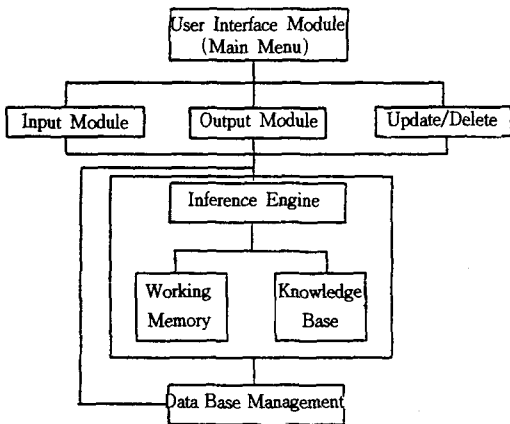 User Interface Module
(Main Menu)
Input Module
Output Module
Update/Delete
Inference Engine
Working
Memory
Knowledge
Base
Data Base Management